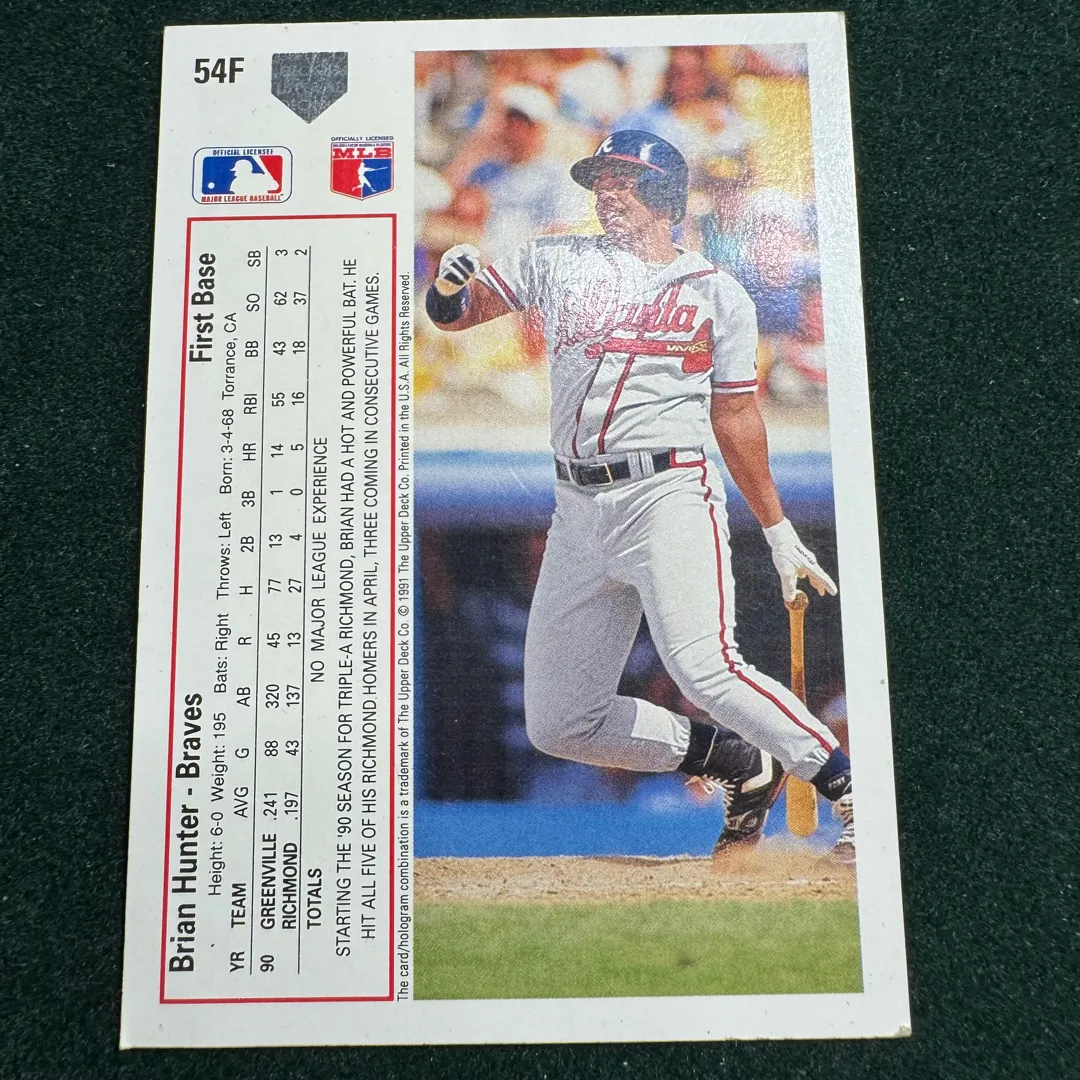 54F
OFFICIAL LICENSEE
MAJOR LEAGUE BASEBALL
OFFICIALLY LICENSED
MLB
Brian Hunter - Braves First Base
Height: 6-0 Weight: 195 Bats: Right Throws: Left Born: 3-4-68 Torrance, CA
YR TEAM AVG G AB R H 2B 3B HR RBI BB SO SB
90 GREENVILLE .241 88 320 45 77 13 1 14 55 43 62 3
RICHMOND .197 43 137 13 27 4 0 5 16 18 37 2
TOTALS NO MAJOR LEAGUE EXPERIENCE
STARTING THE '90 SEASON FOR TRIPLE-A RICHMOND, BRIAN HAD A HOT AND POWERFUL BAT. HE
HIT ALL FIVE OF HIS RICHMOND HOMERS IN APRIL, THREE COMING IN CONSECUTIVE GAMES.
The card/hologram combination is a trademark of The Upper Deck Co. © 1991 The Upper Deck Co. Printed in the U.S.A. All Rights Reserved.
Atlanta